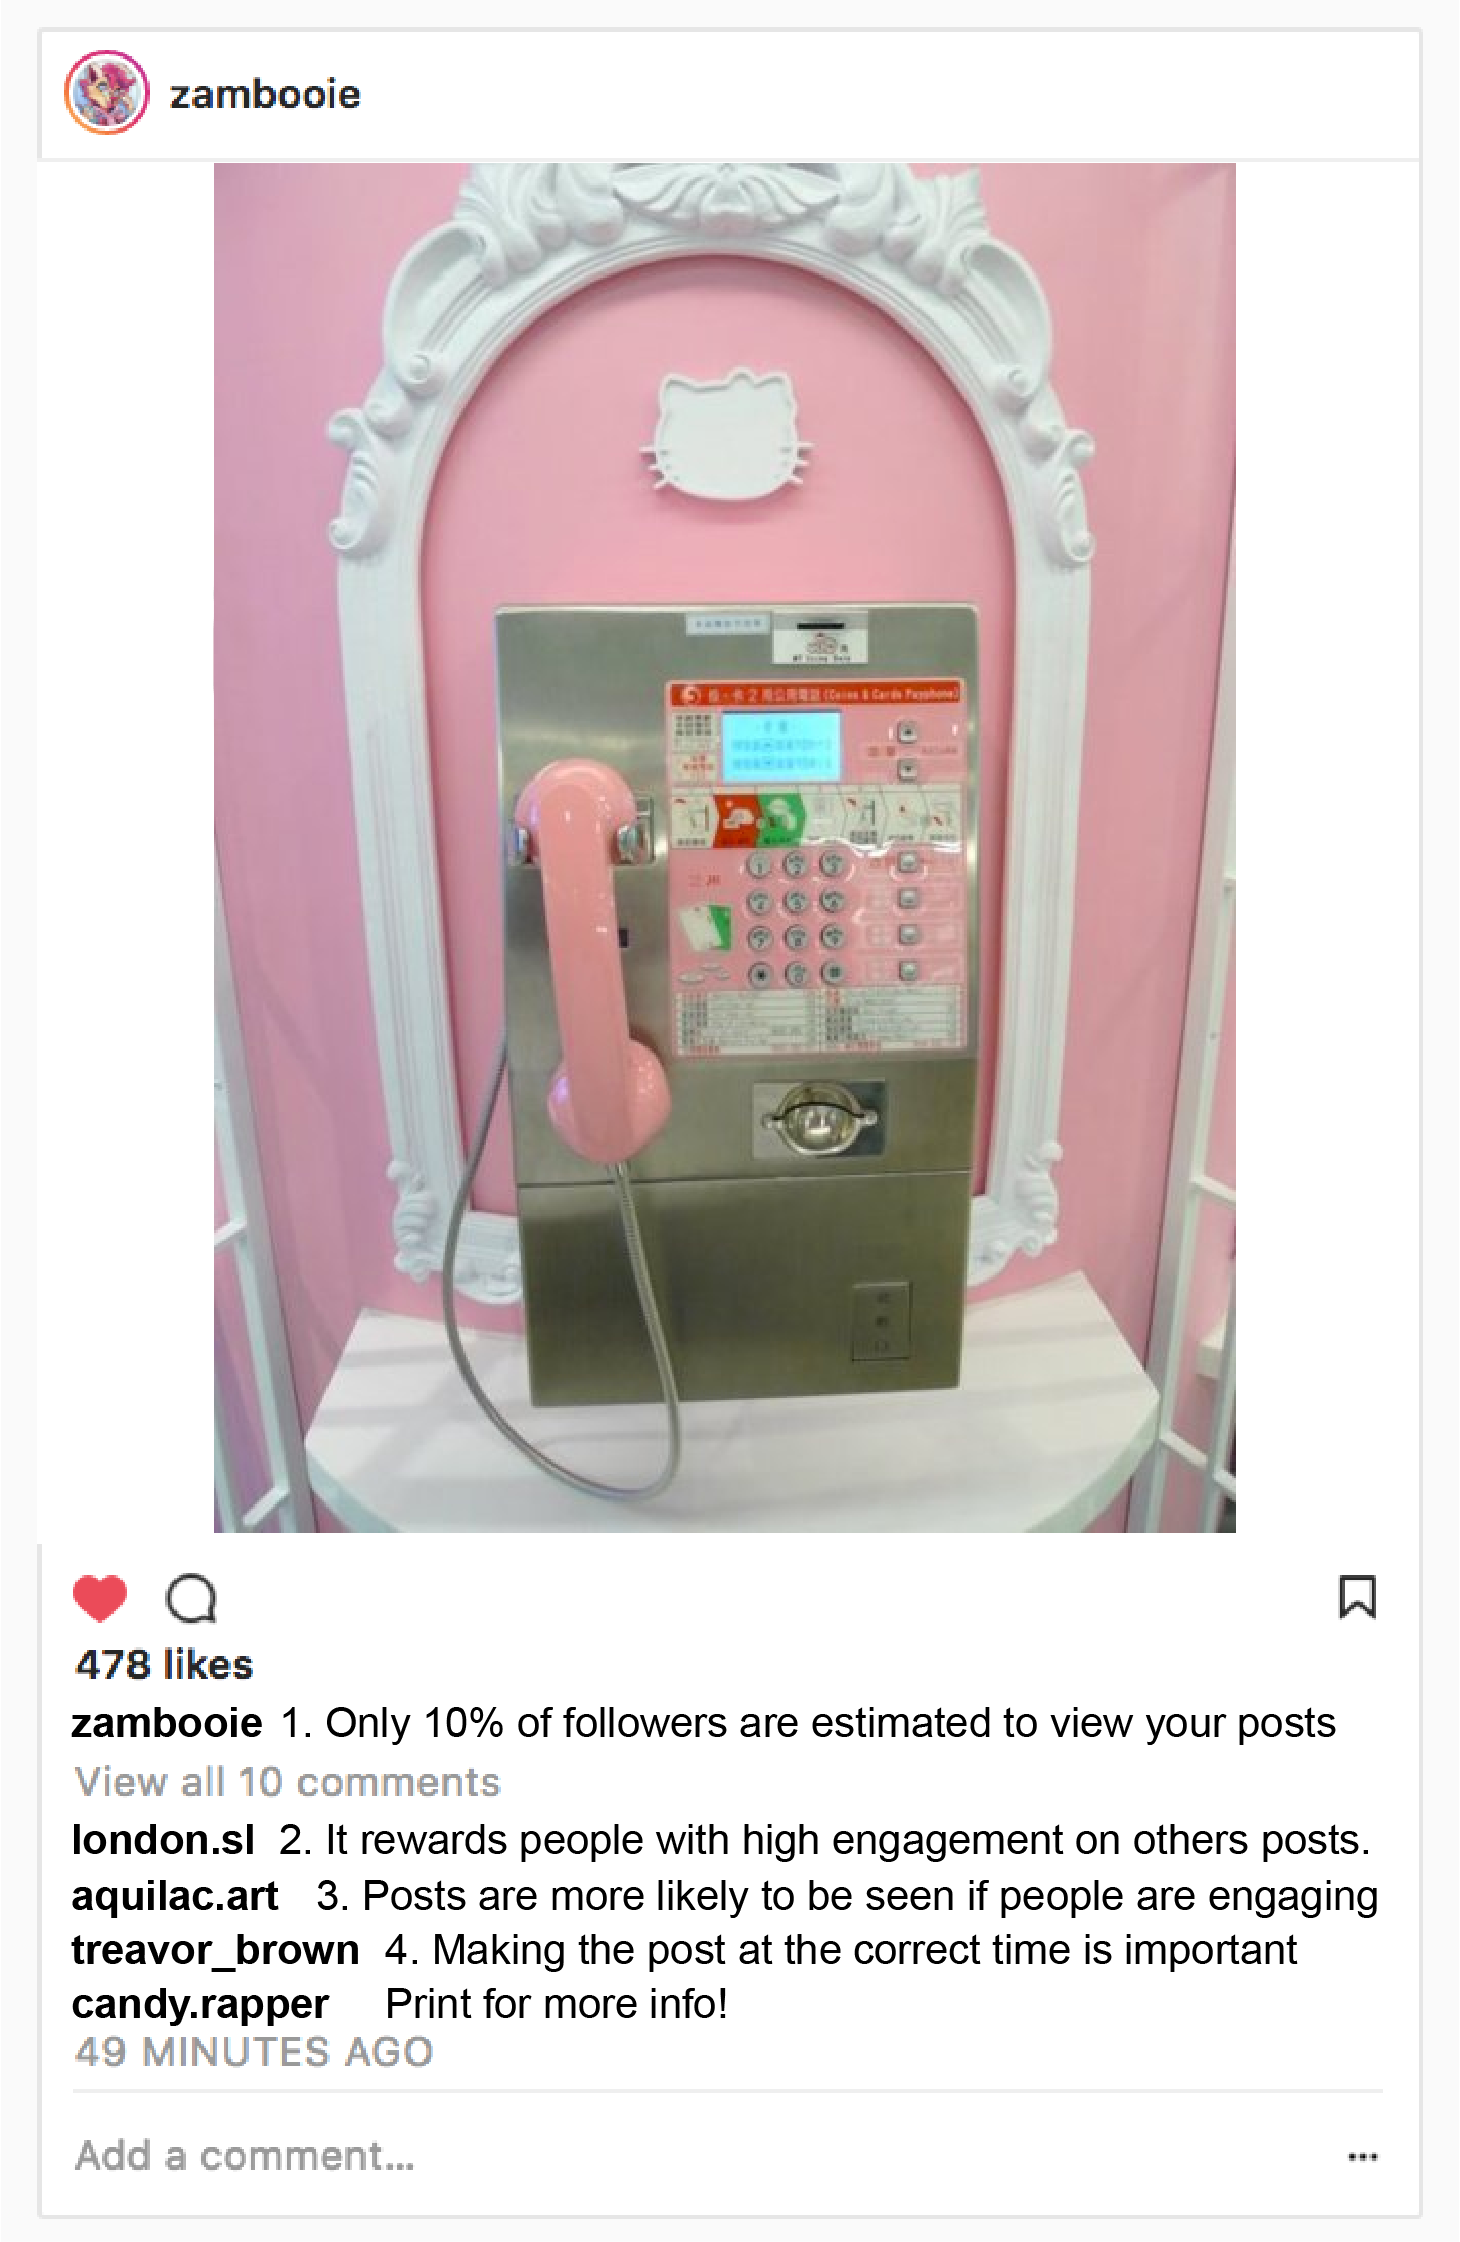 zambooie
(Coins & Cards Payphone)
478 likes
zambooie 1. Only 10% of followers are estimated to view your posts
View all 10 comments
london.sl 2. It rewards people with high engagement on others posts.
aquilac.art 3. Posts are more likely to be seen if people are engaging
treavor_brown 4. Making the post at the correct time is important
candy.rapper Print for more info!
49 MINUTES AGO
Add a comment...